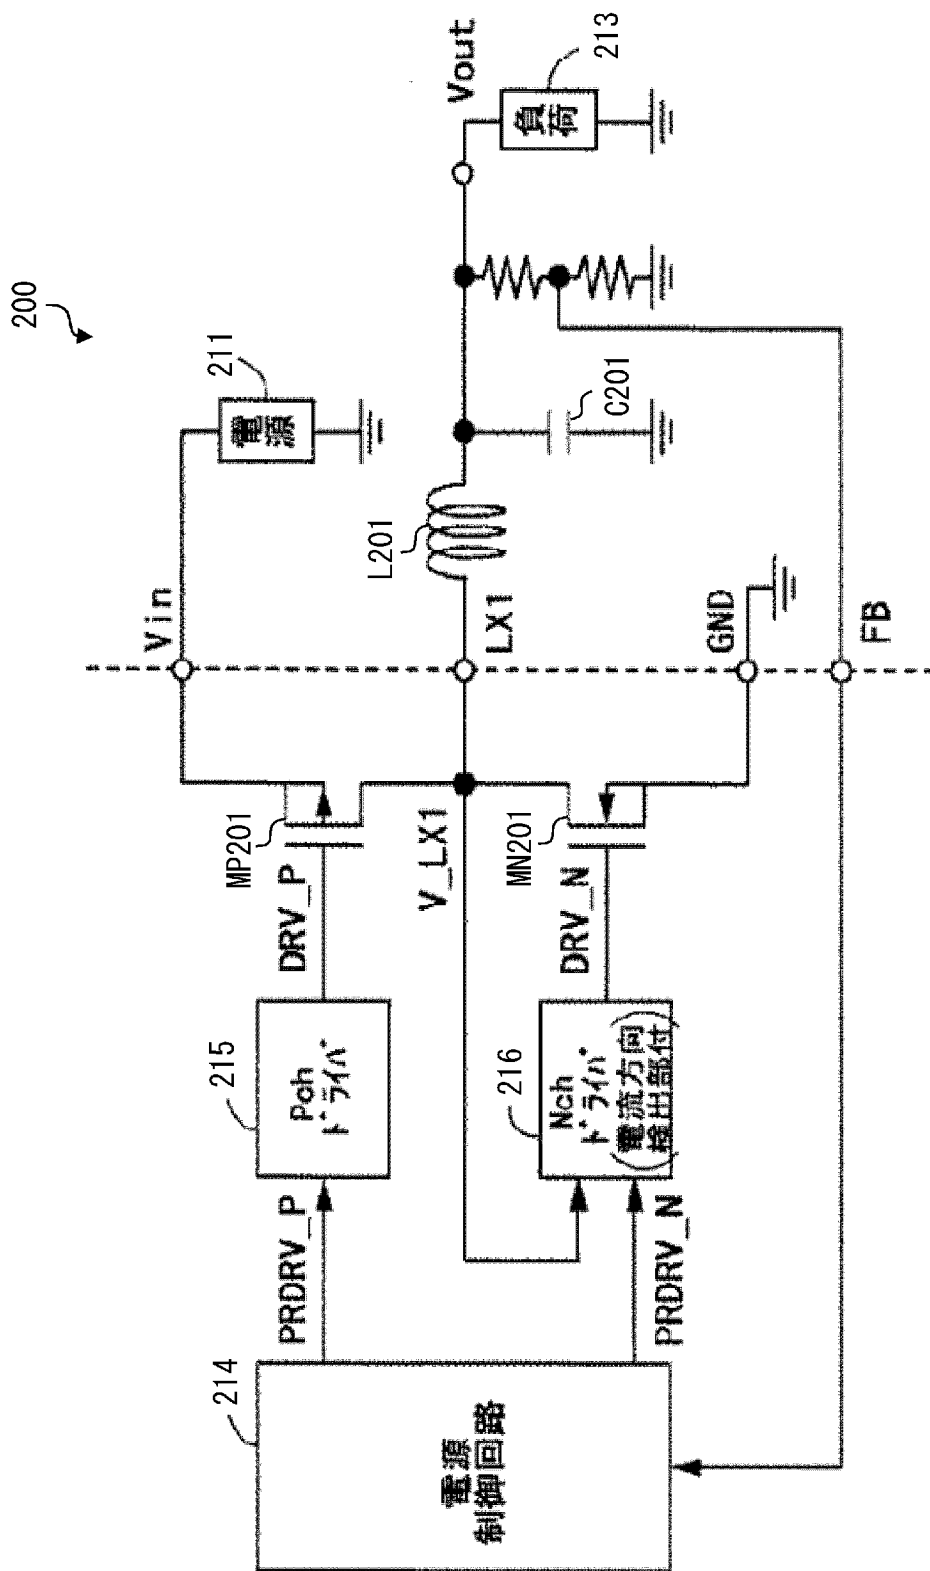 200
211
電源
Vin
MP201
DRV_P
215
Pch
ドライバ
PRDRV_P
214
電源
制御回路
V_LX1
LX1
L201
C201
Vout
213
負荷
MN201
DRV_N
216
Nch
ドライバ
(電流方向
検出部付)
PRDRV_N
GND
FB